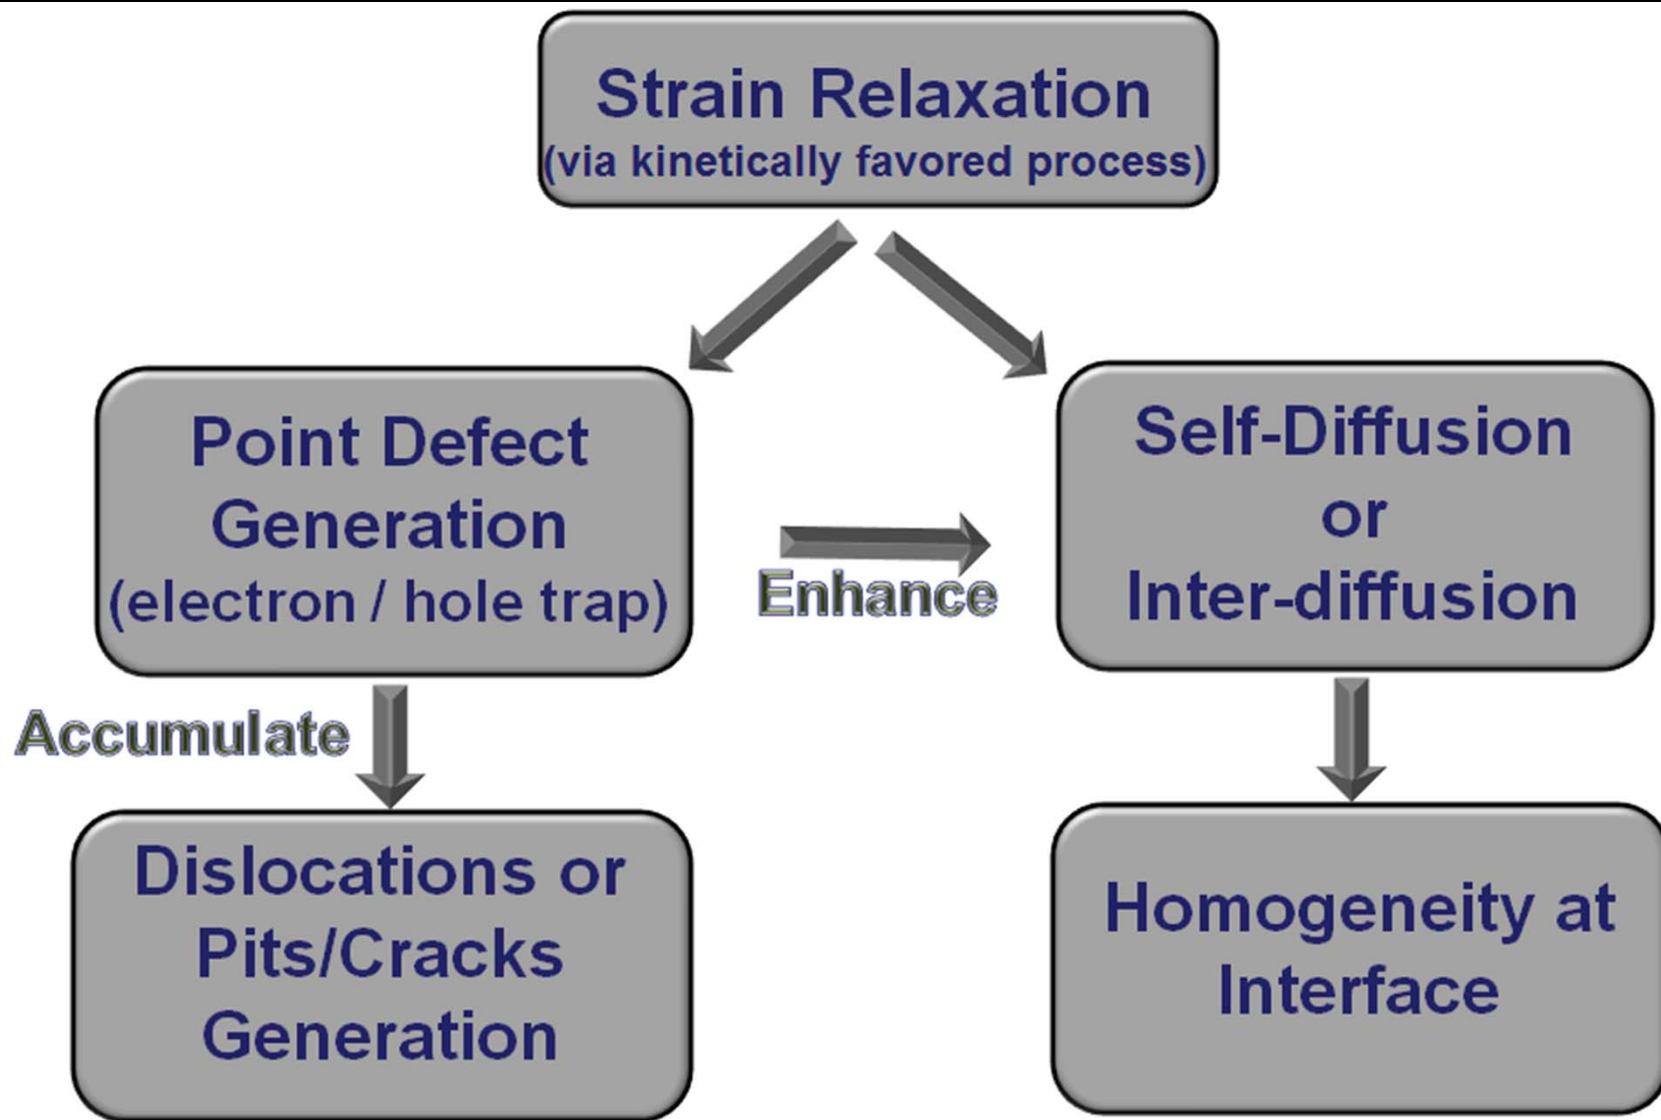 Strain Relaxation
(via kinetically favored process)
Point Defect
Generation
(electron / hole trap)
Enhance
Self-Diffusion
or
Inter-diffusion
Accumulate
Dislocations or
Pits/Cracks
Generation
Homogeneity at
Interface